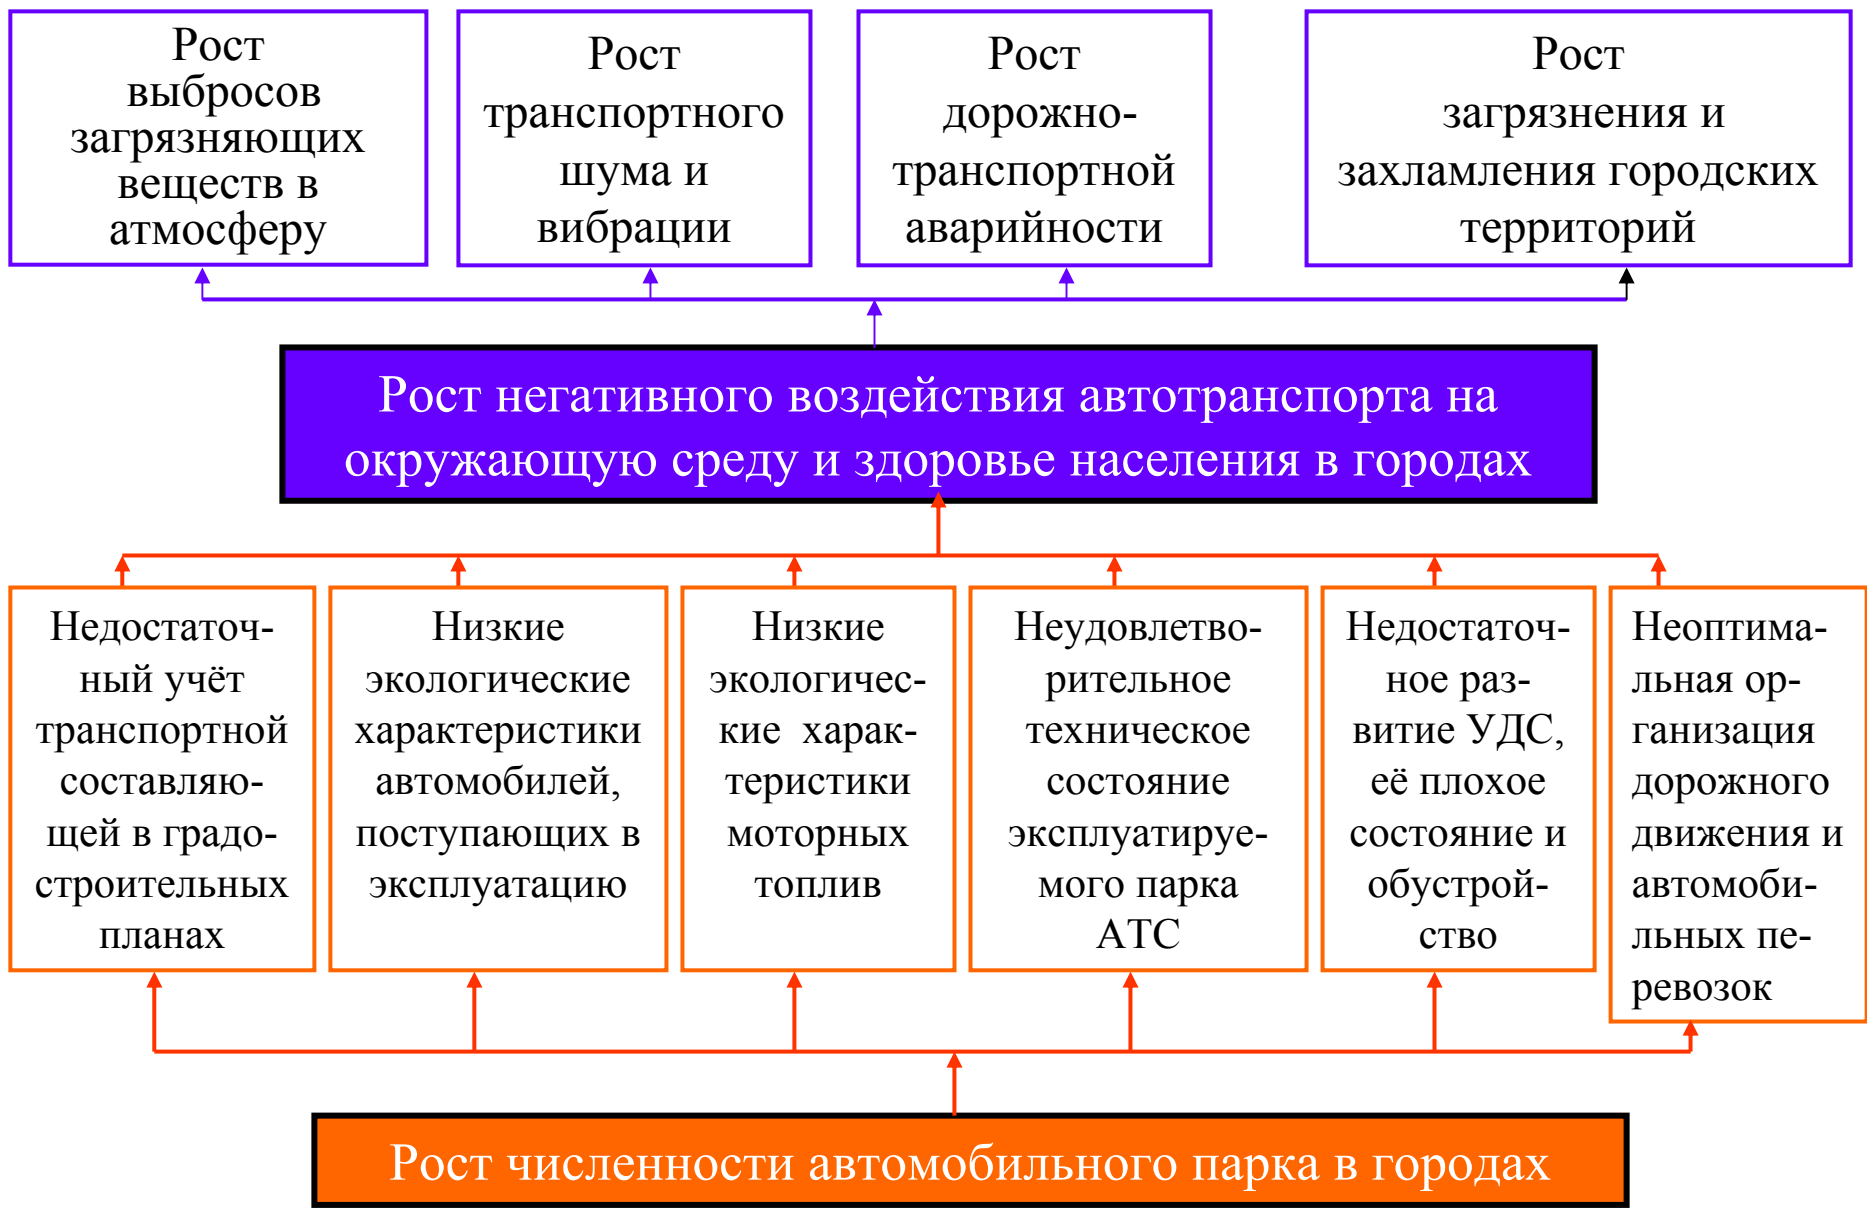 Рост
выбросов
загрязняющих
веществ в
атмосферу
Рост
транспортного
шума и
вибрации
Рост
дорожно-
транспортной
аварийности
Рост
загрязнения и
захламления городских
территорий
Рост негативного воздействия автотранспорта на
окружающую среду и здоровье населения в городах
Недостаточ-
ный учёт
транспортной
составляю-
щей в градо-
строительных
планах
Низкие
экологические
характеристики
автомобилей,
поступающих в
эксплуатацию
Низкие
экологичес-
кие харак-
теристики
моторных
топлив
Неудовлетво-
рительное
техническое
состояние
эксплуатируе-
мого парка
АТС
Недостаточ-
ное раз-
витие УДС,
её плохое
состояние и
обустрой-
ство
Неоптима-
льная ор-
ганизация
дорожного
движения и
автомоби-
льных пе-
ревозок
Рост численности автомобильного парка в городах